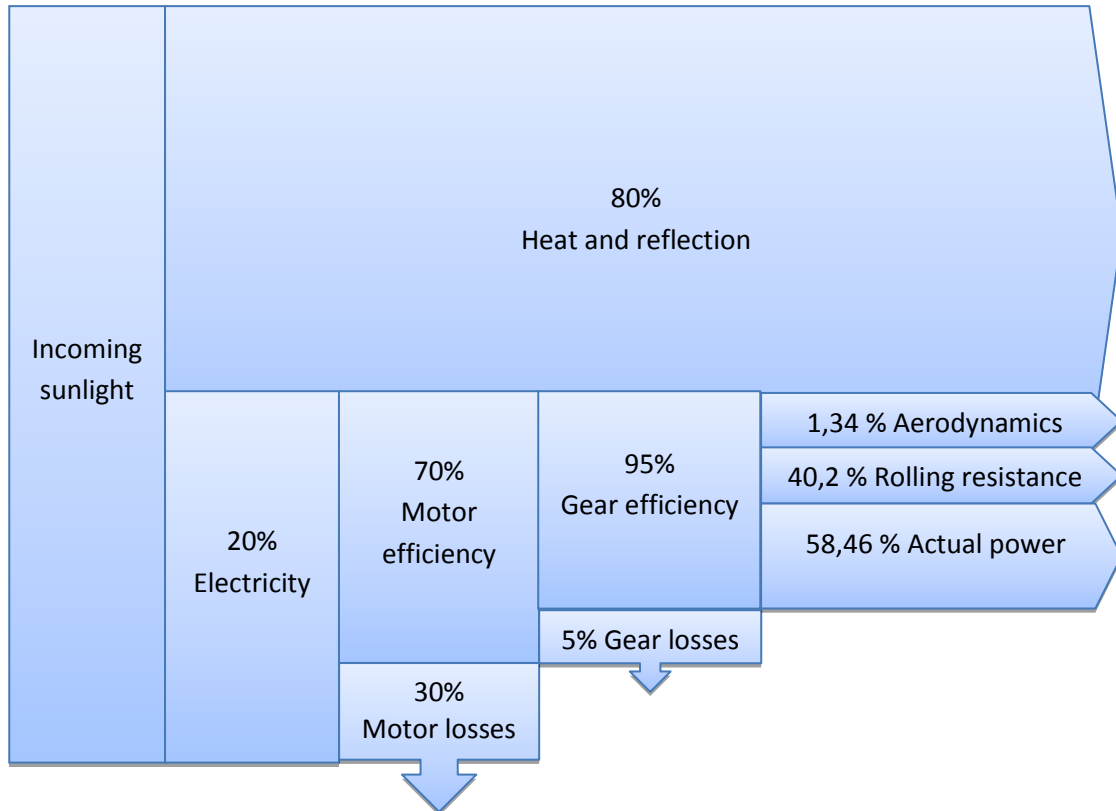 80%
Heat and reflection
Incoming
sunlight
20%
Electricity
70%
Motor
efficiency
30%
Motor losses
95%
Gear efficiency
5% Gear losses
1,34 % Aerodynamics
40,2 % Rolling resistance
58,46 % Actual power